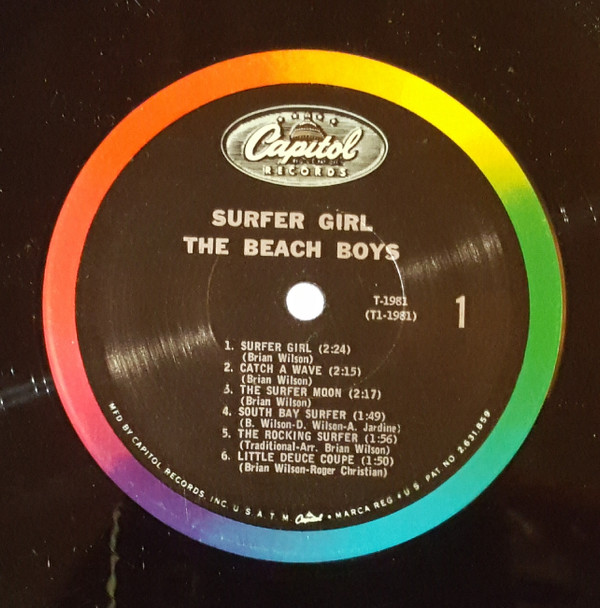 Capitol
RECORDS
SURFER GIRL
THE BEACH BOYS
T-1981
(T1-1981)
1
1. SURFER GIRL (2:24)
(Brian Wilson)
2. CATCH A WAVE (2:15)
(Brian Wilson)
3. THE SURFER MOON (2:17)
(Brian Wilson)
4. SOUTH BAY SURFER (1:49)
(B. Wilson-D. Wilson-A. Jardine)
5. THE ROCKING SURFER (1:56)
(Traditional-Arr. Brian Wilson)
6. LITTLE DEUCE COUPE (1:50)
(Brian Wilson-Roger Christian)
MFD BY CAPITOL RECORDS, INC. U.S.A. T.M. Capitol • MARCA REG • U.S. PAT. NO. 2,631,859